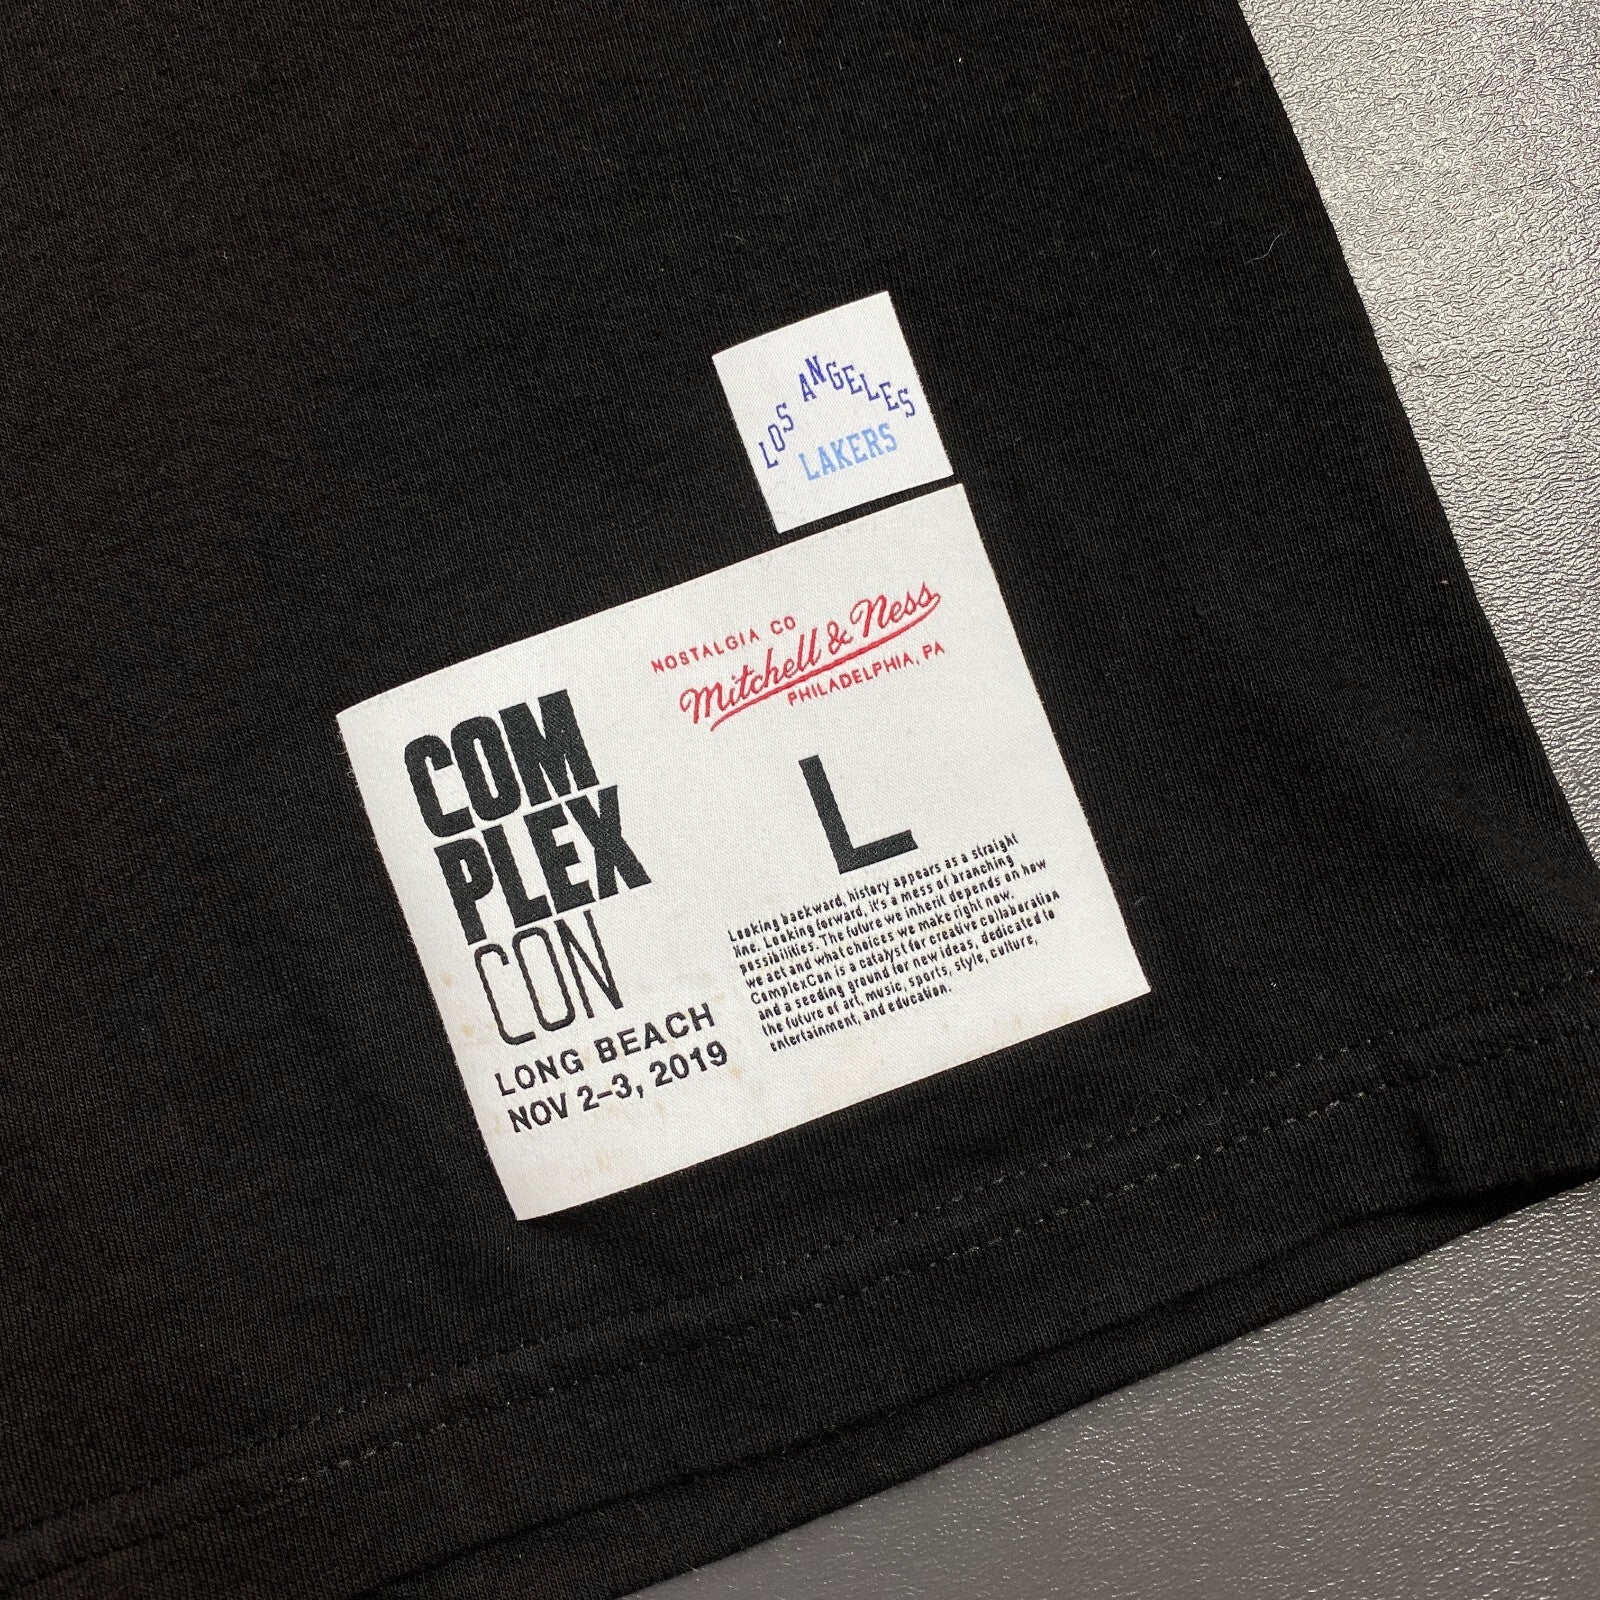 LOS ANGELES
LAKERS
NOSTALGIA CO
Mitchell & Ness
PHILADELPHIA, PA
COM
PLEX
CON
LONG BEACH
NOV 2-3, 2019
L
Looking backward, history appears as a straight
line. Looking forward, it's a mess of branching
possibilities. The future we inherit depends on how
we act and what choices we make right now.
ComplexCon is a catalyst for creative collaboration
and a seeding ground for new ideas, dedicated to
the future of art, music, sports, style, culture,
entertainment, and education.